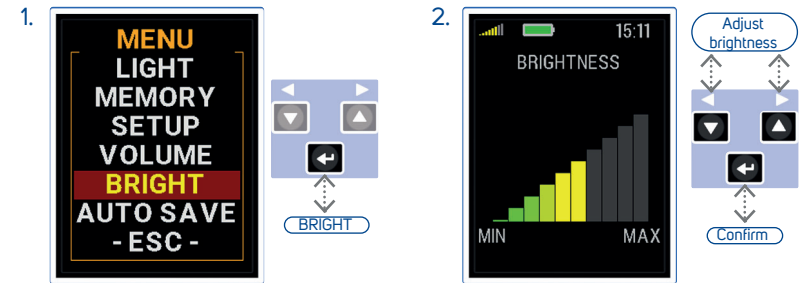 1.
MENU
LIGHT
MEMORY
SETUP
VOLUME
BRIGHT
AUTO SAVE
- ESC -
BRIGHT
2.
15:11
BRIGHTNESS
MIN MAX
Adjust
brightness
Confirm